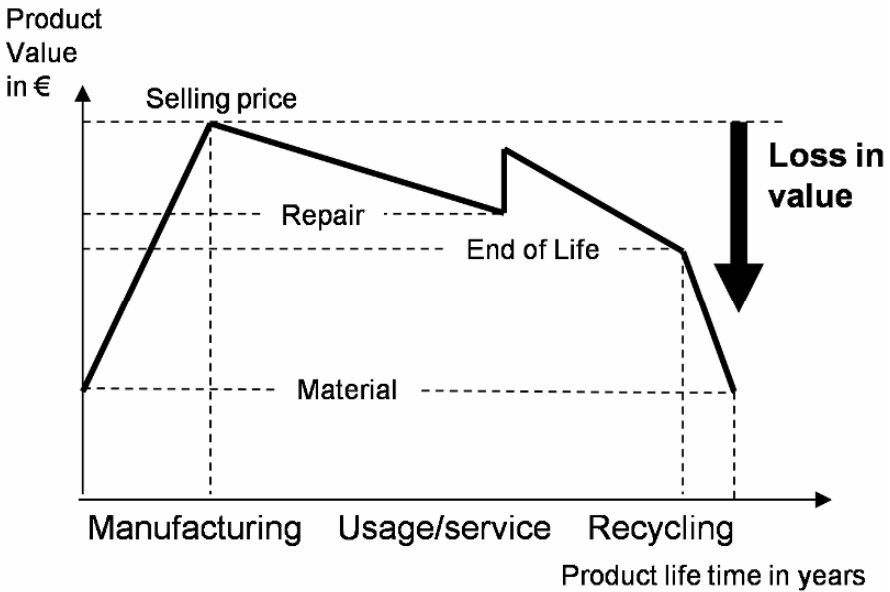 Product
Value
in €
Selling price
Loss in
value
Repair
End of Life
Material
Manufacturing
Usage/service
Recycling
Product life time in years